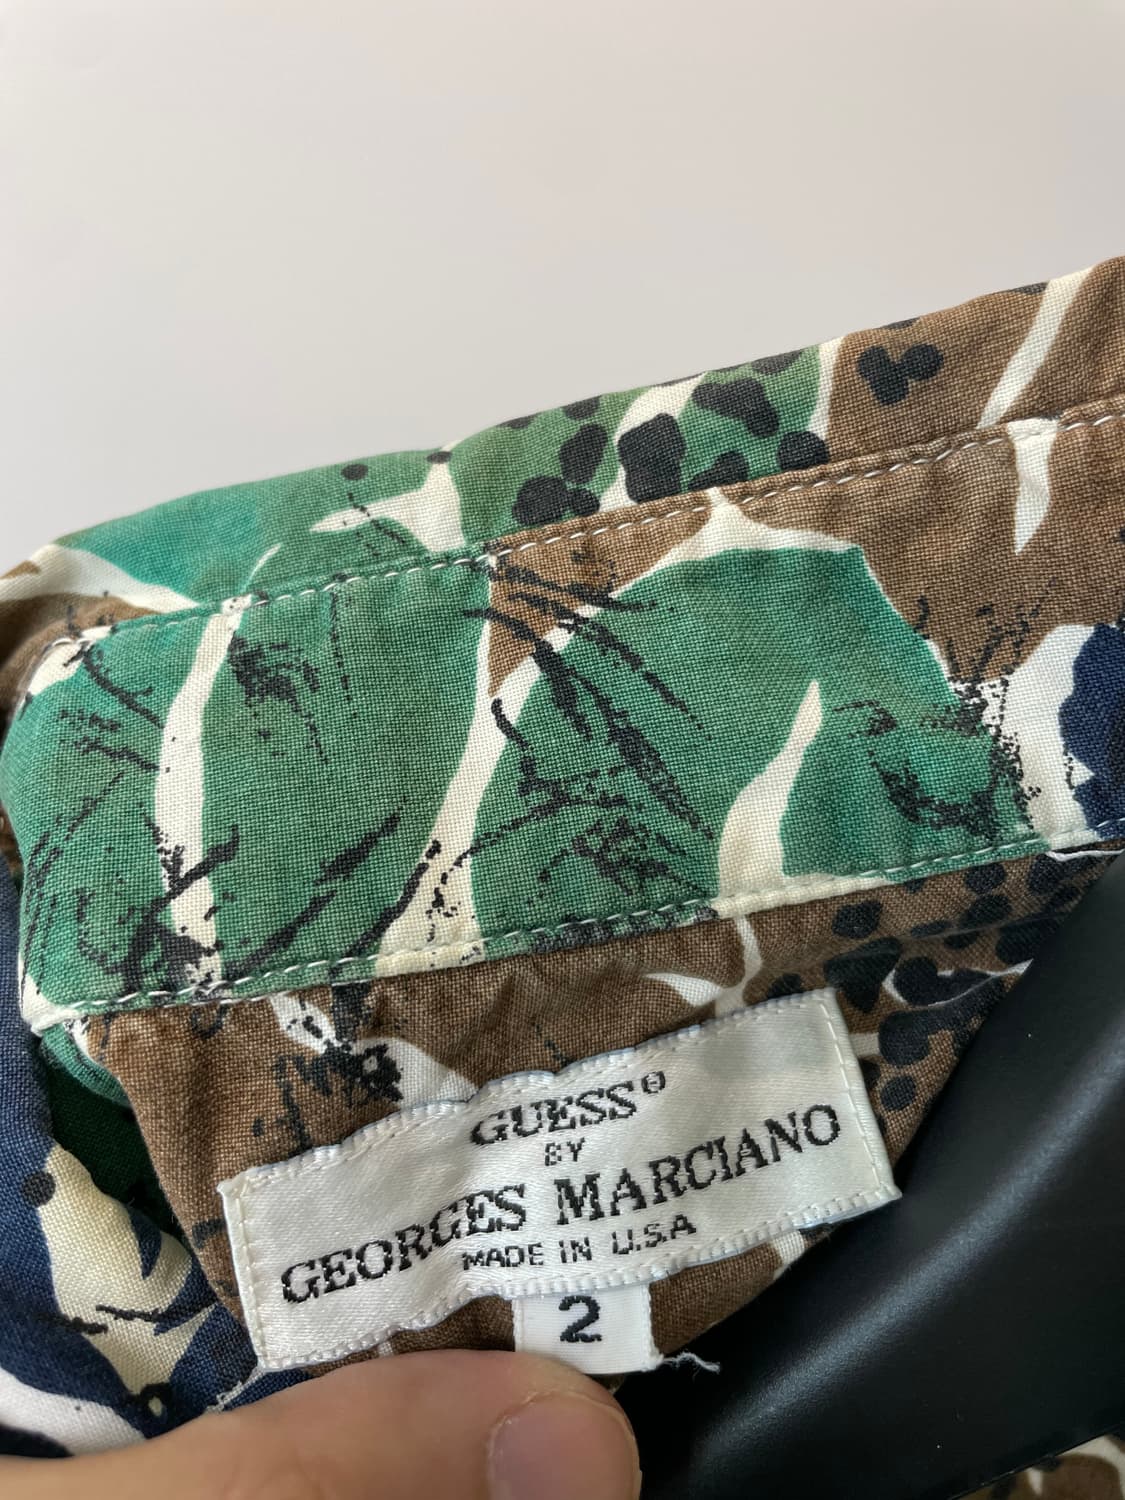 GUESS®
BY
GEORGES MARCIANO
MADE IN U.S.A
2